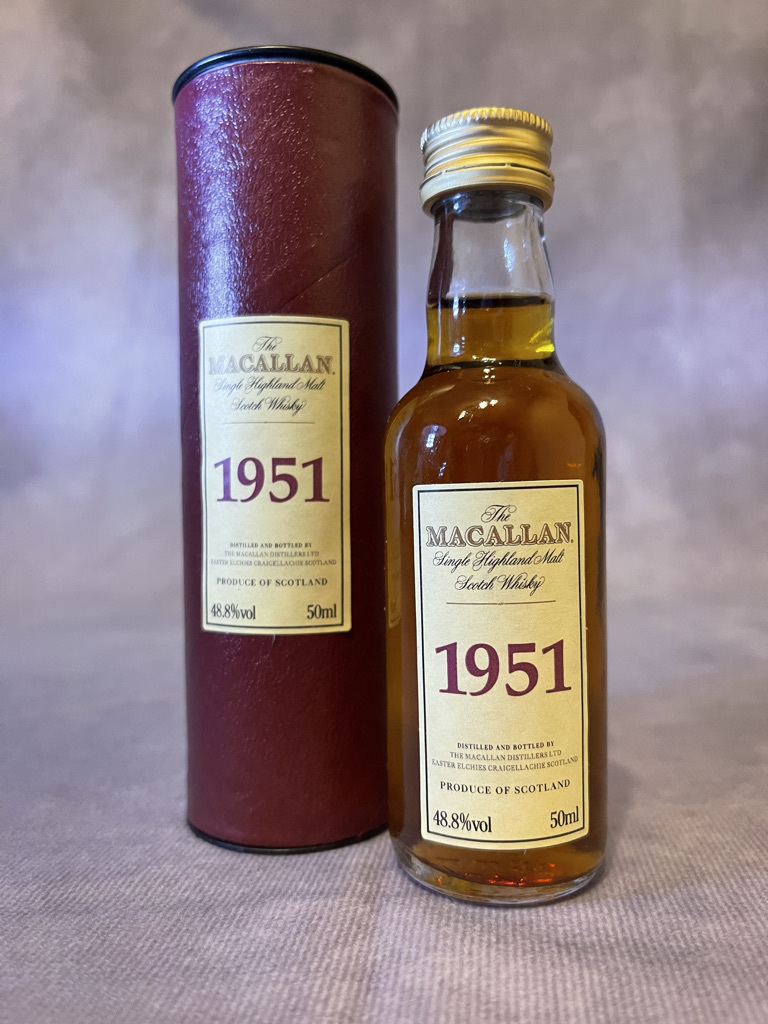 The
MACALLAN.
Single Highland Malt
Scotch Whisky
1951
DISTILLED AND BOTTLED BY
THE MACALLAN DISTILLERS LTD
EASTER ELCHIES CRAIGELLACHIE SCOTLAND
PRODUCE OF SCOTLAND
48.8%vol 50ml
The
MACALLAN.
Single Highland Malt
Scotch Whisky
1951
DISTILLED AND BOTTLED BY
THE MACALLAN DISTILLERS LTD
EASTER ELCHIES CRAIGELLACHIE SCOTLAND
PRODUCE OF SCOTLAND
48.8%vol 50ml